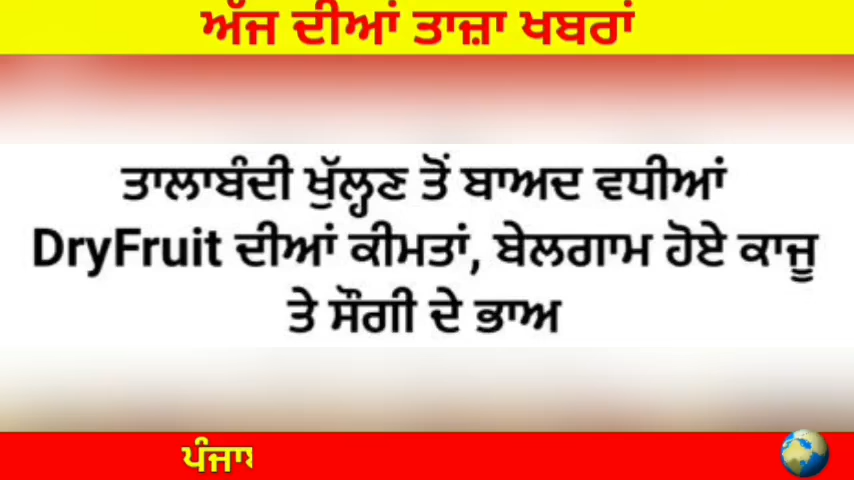 ਅੱਜ ਦੀਆਂ ਤਾਜ਼ਾ ਖਬਰਾਂ
ਤਾਲਾਬੰਦੀ ਖੁੱਲ੍ਹਣ ਤੋਂ ਬਾਅਦ ਵਧੀਆਂ
DryFruit ਦੀਆਂ ਕੀਮਤਾਂ, ਬੇਲਗਾਮ ਹੋਏ ਕਾਜੂ
ਤੇ ਸੌਗੀ ਦੇ ਭਾਅ